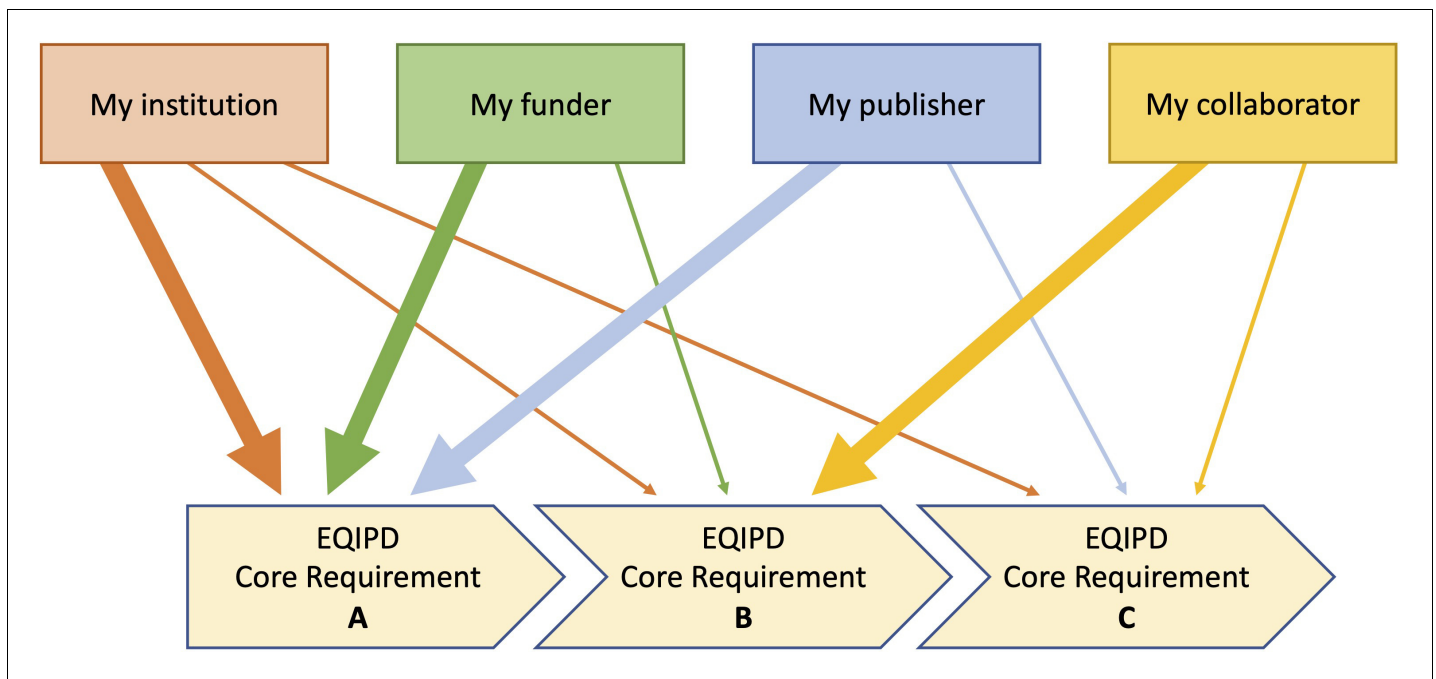 My institution
My funder
My publisher
My collaborator
EQIPD
Core Requirement
A
EQIPD
Core Requirement
B
EQIPD
Core Requirement
C